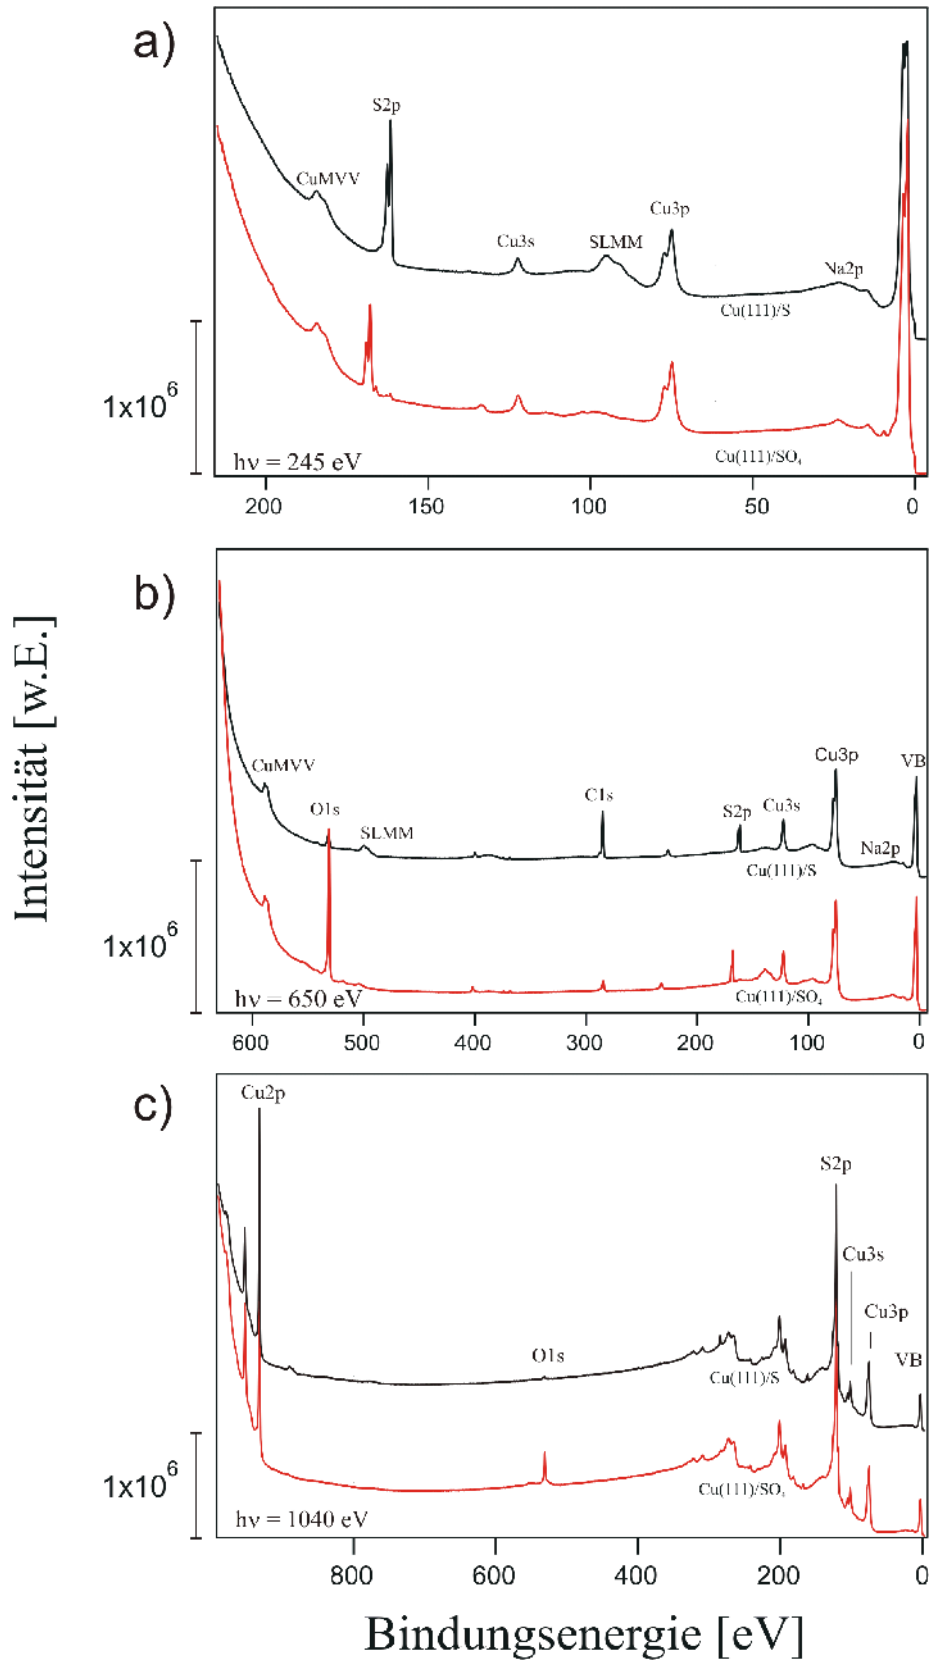 a)
S2p
CuMVV
Cu3s
SLMM
Cu3p
Na2p
Cu(111)/S
1x10⁶
hν = 245 eV
Cu(111)/SO₄
200 150 100 50 0
b)
CuMVV
O1s
SLMM
C1s
S2p
Cu3s
Cu3p
VB
Na2p
Cu(111)/S
1x10⁶
hν = 650 eV
Cu(111)/SO₄
600 500 400 300 200 100 0
Intensität [w.E.]
c)
Cu2p
S2p
Cu3s
Cu3p
O1s
VB
Cu(111)/S
1x10⁶
Cu(111)/SO₄
hν = 1040 eV
800 600 400 200 0
Bindungsenergie [eV]